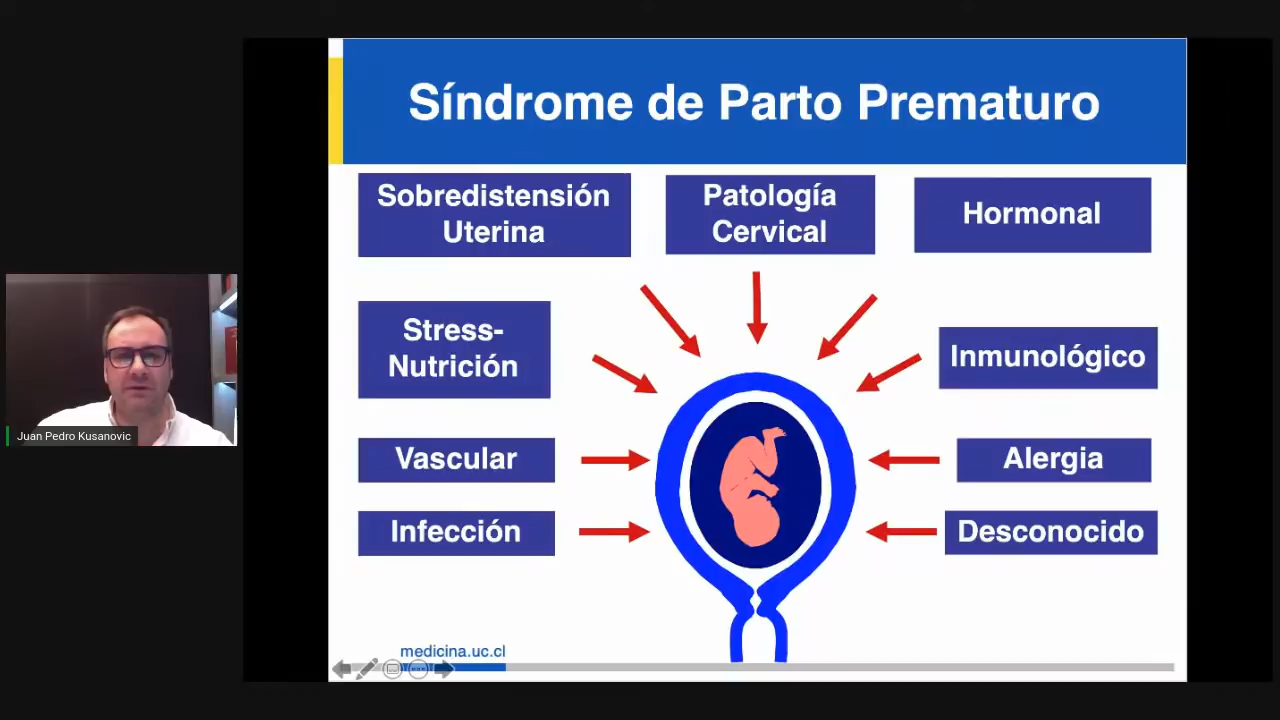 Síndrome de Parto Prematuro
Sobredistensión
Uterina
Patología
Cervical
Hormonal
Stress-
Nutrición
Inmunológico
Vascular
Alergia
Infección
Desconocido
medicina.uc.cl
Juan Pedro Kusanovic